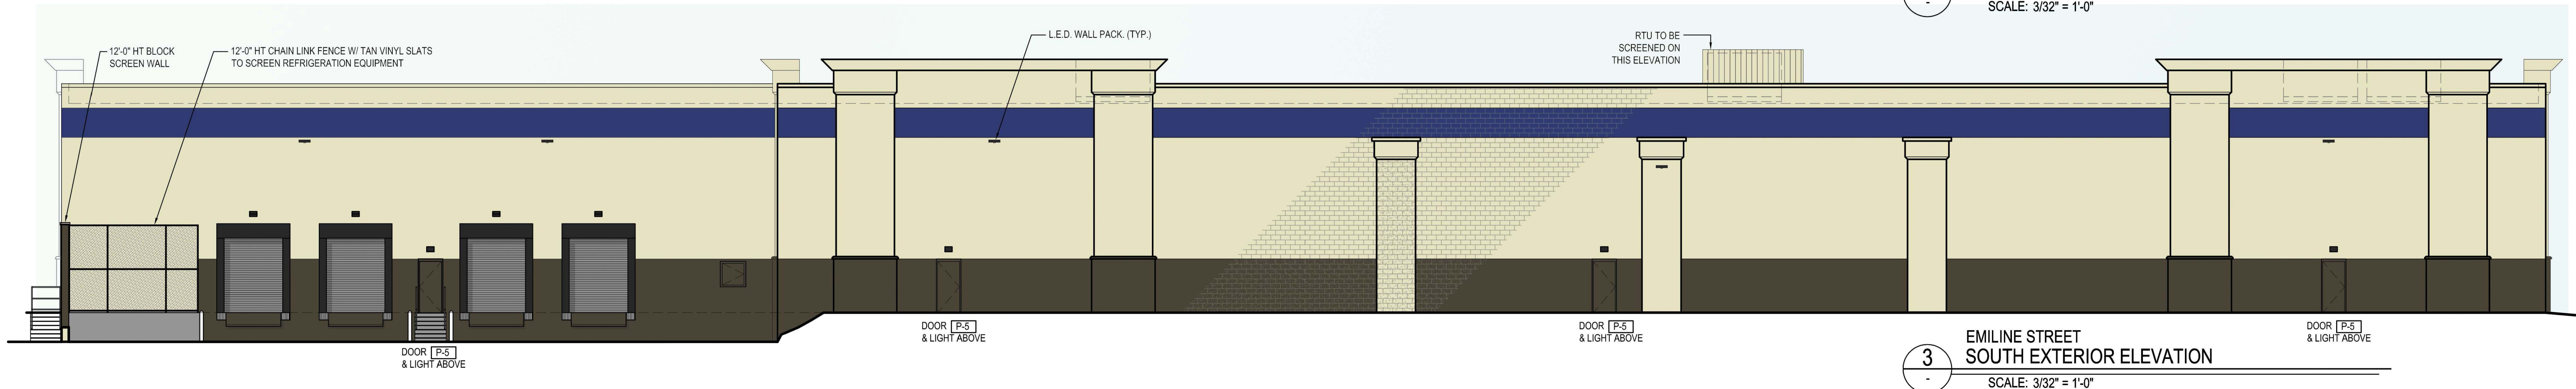 -
SCALE: 3/32" = 1'-0"
12'-0" HT BLOCK
SCREEN WALL
12'-0" HT CHAIN LINK FENCE W/ TAN VINYL SLATS
TO SCREEN REFRIGERATION EQUIPMENT
L.E.D. WALL PACK. (TYP.)
RTU TO BE
SCREENED ON
THIS ELEVATION
DOOR P-5
& LIGHT ABOVE
DOOR P-5
& LIGHT ABOVE
DOOR P-5
& LIGHT ABOVE
DOOR P-5
& LIGHT ABOVE
3
-
EMILINE STREET
SOUTH EXTERIOR ELEVATION
SCALE: 3/32" = 1'-0"